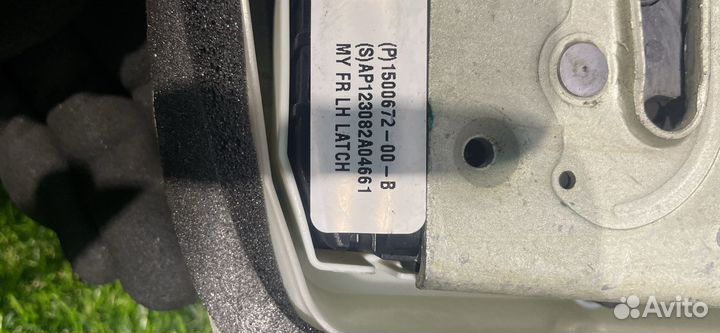 (P)1500672-00-B
(S)AP123082A04661
MY FR LH LATCH
Avito